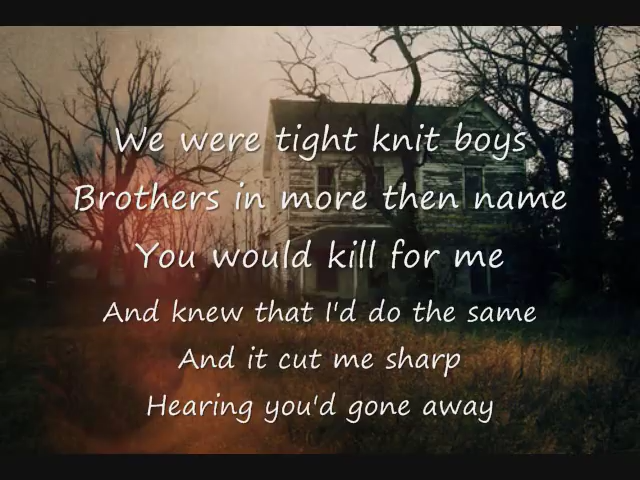 We were tight knit boys
Brothers in more then name
You would kill for me
And knew that I'd do the same
And it cut me sharp
Hearing you'd gone away